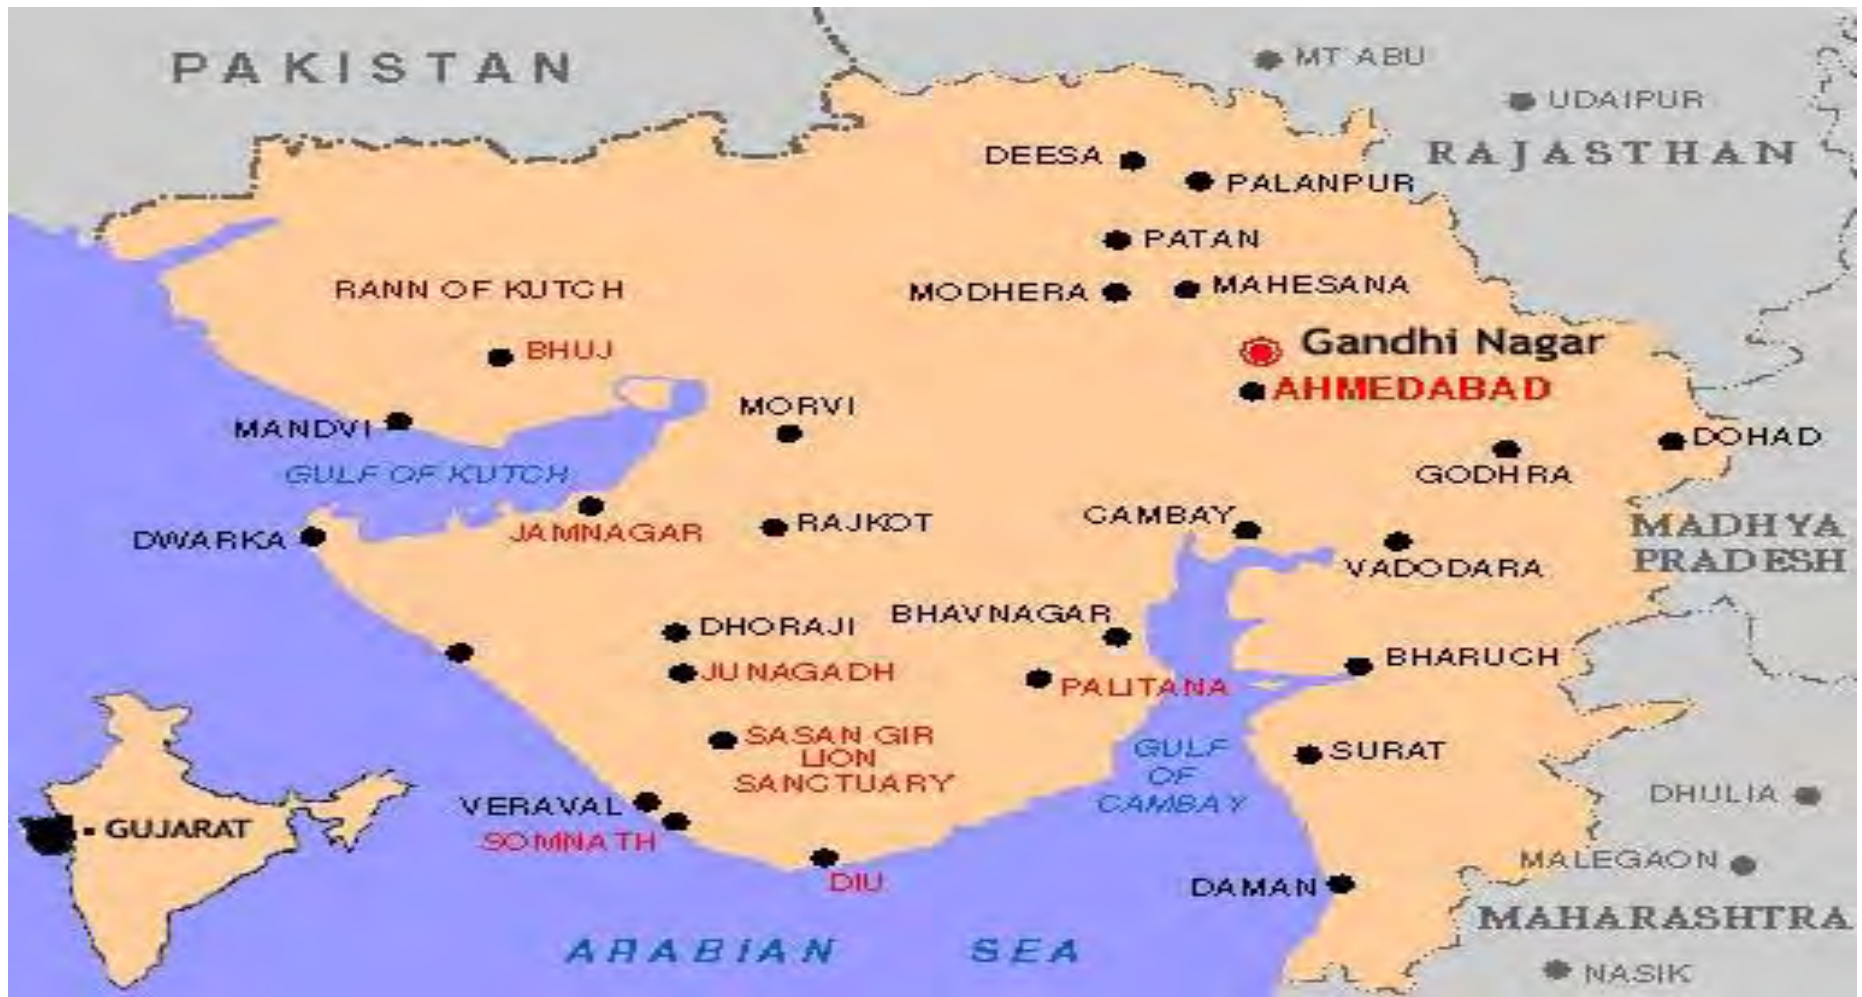 PAKISTAN
MT ABU
UDAIPUR
RAJASTHAN
DEESA
PALANPUR
PATAN
RANN OF KUTCH
MODHERA
MAHESANA
BHUJ
Gandhi Nagar
AHMEDABAD
MORVI
MANDVI
DOHAD
GULF OF KUTCH
GODHRA
DWARKA
JAMNAGAR
RAJKOT
CAMBAY
MADHYA
PRADESH
VADODARA
DHORAJI
BHAVNAGAR
JUNAGADH
PALITANA
BHARUCH
SASAN GIR
LION
SANCTUARY
GULF
OF
CAMBAY
SURAT
VERAVAL
SOMNATH
GUJARAT
DHULIA
MALEGAON
DIU
DAMAN
MAHARASHTRA
ARABIAN SEA
NASIK